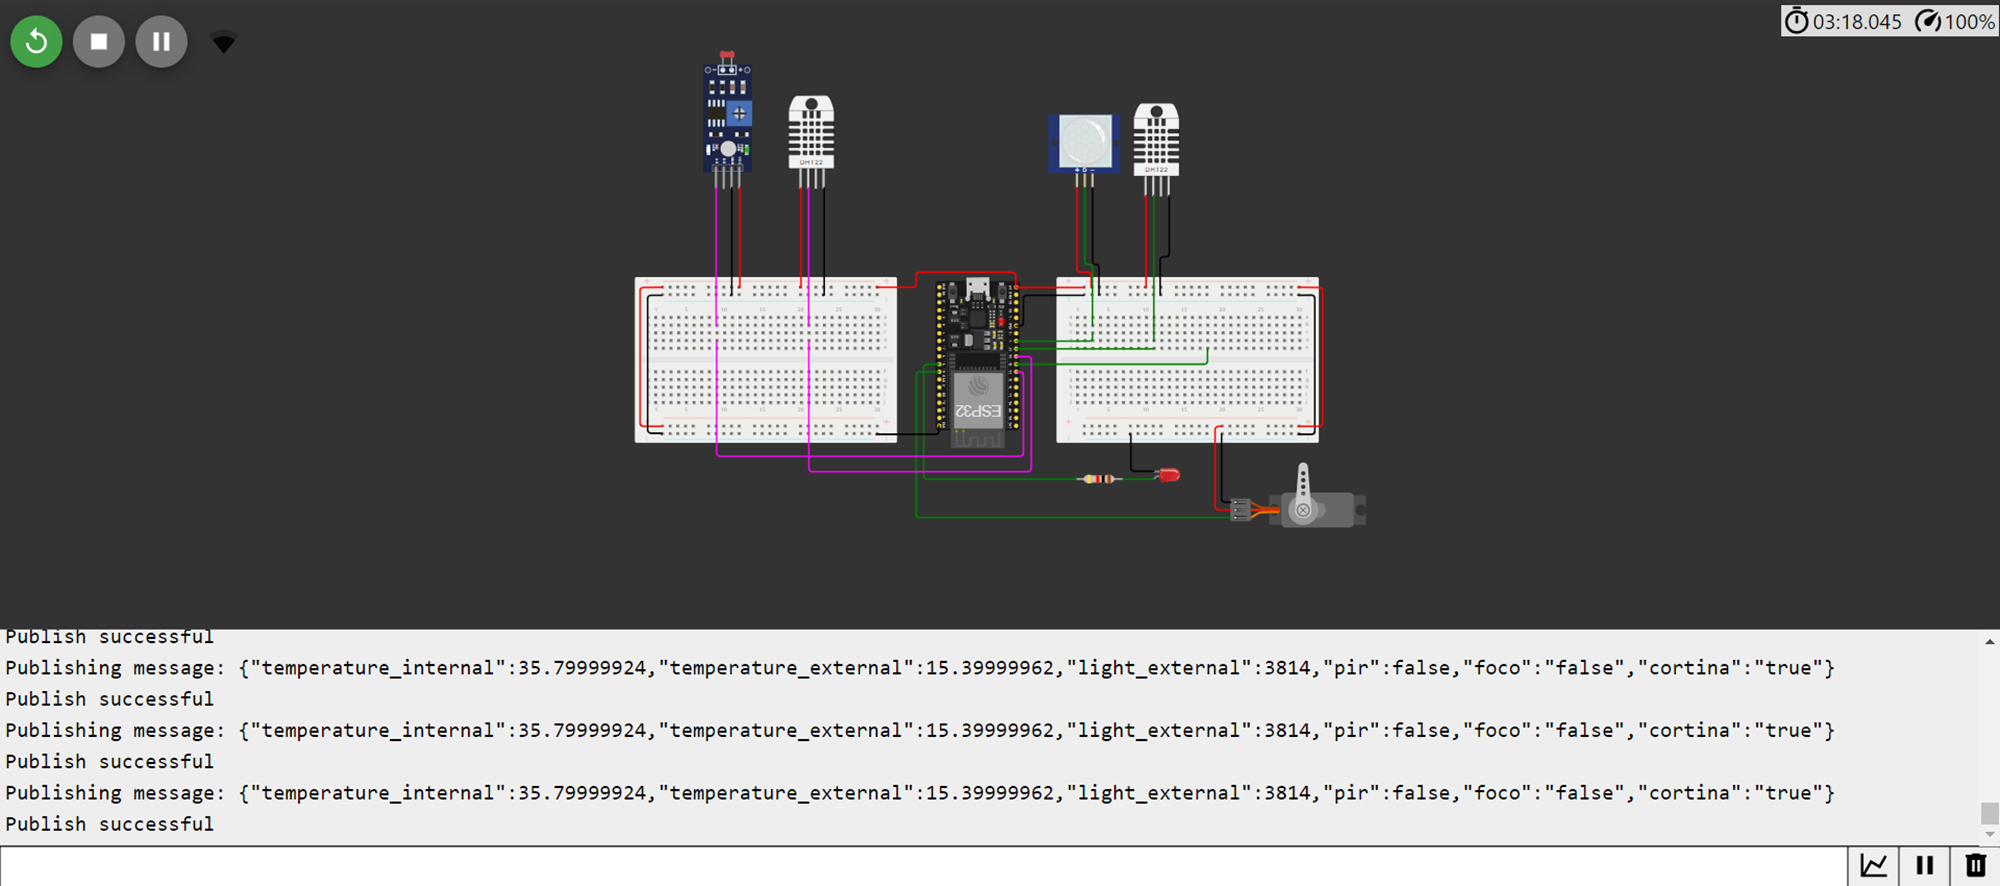 03:18.045 100%
DHT22
DHT22
+ D -
ESP32
Publish successful
Publishing message: {"temperature_internal":35.79999924,"temperature_external":15.39999962,"light_external":3814,"pir":false,"foco":"false","cortina":"true"}
Publish successful
Publishing message: {"temperature_internal":35.79999924,"temperature_external":15.39999962,"light_external":3814,"pir":false,"foco":"false","cortina":"true"}
Publish successful
Publishing message: {"temperature_internal":35.79999924,"temperature_external":15.39999962,"light_external":3814,"pir":false,"foco":"false","cortina":"true"}
Publish successful